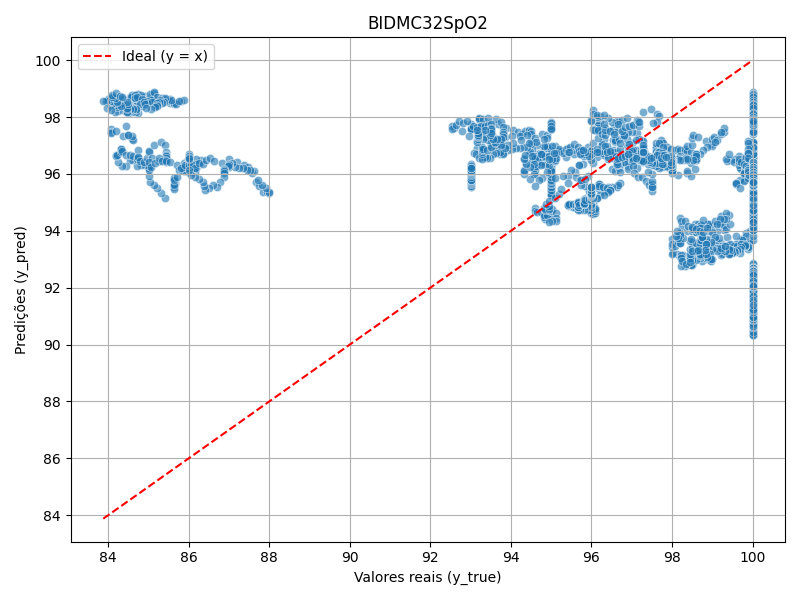 BIDMC32SpO2
Ideal (y = x)
Predições (y_pred)
100
98
96
94
92
90
88
86
84
84 86 88 90 92 94 96 98 100
Valores reais (y_true)